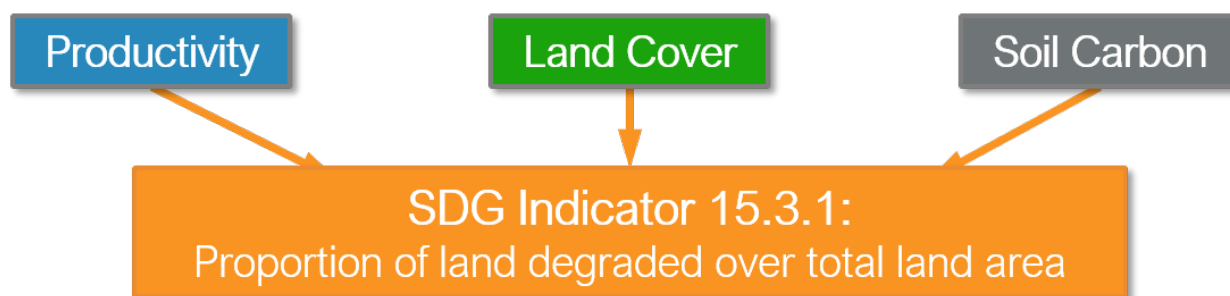 Productivity
Land Cover
Soil Carbon
SDG Indicator 15.3.1:
Proportion of land degraded over total land area